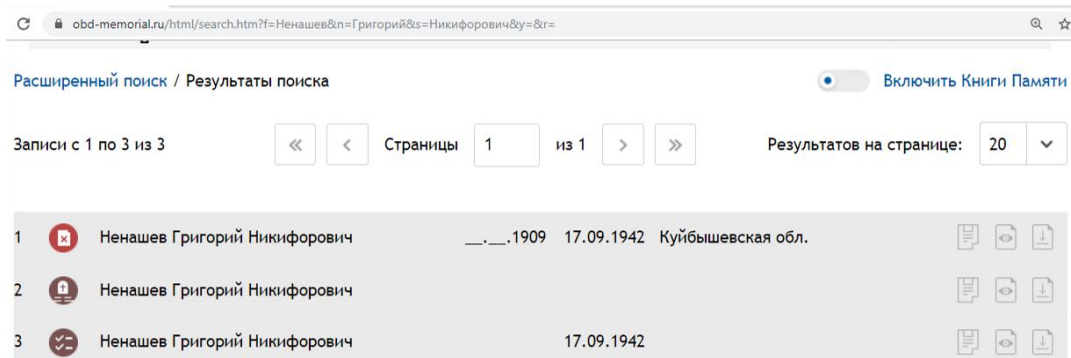 obd-memorial.ru/html/search.htm?f=Ненашев&n=Григорий&s=Никифорович&y=&r=
Расширенный поиск / Результаты поиска Включить Книги Памяти
Записи с 1 по 3 из 3 Страницы 1 из 1 Результатов на странице: 20
1 Ненашев Григорий Никифорович __.__.1909 17.09.1942 Куйбышевская обл.
2 Ненашев Григорий Никифорович
3 Ненашев Григорий Никифорович 17.09.1942